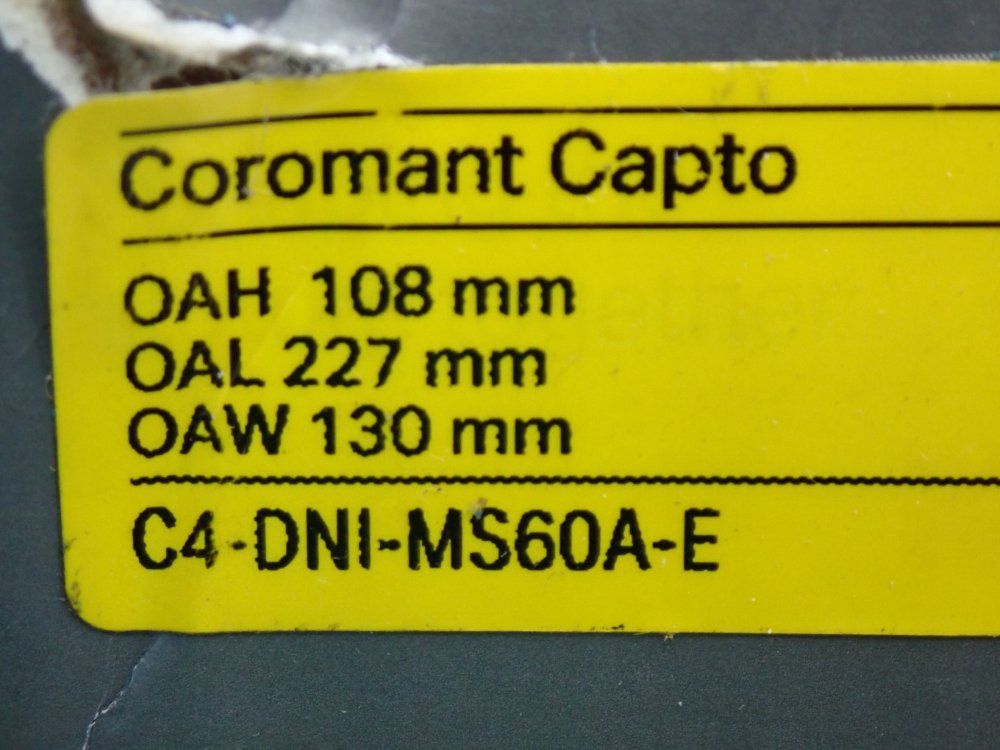 Coromant Capto
OAH 108 mm
OAL 227 mm
OAW 130 mm
C4-DNI-MS60A-E